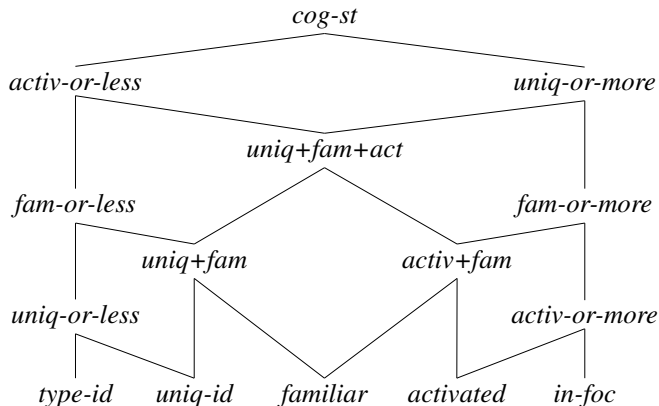 cog-st
activ-or-less uniq-or-more
uniq+fam+act
fam-or-less fam-or-more
uniq+fam activ+fam
uniq-or-less activ-or-more
type-id uniq-id familiar activated in-foc